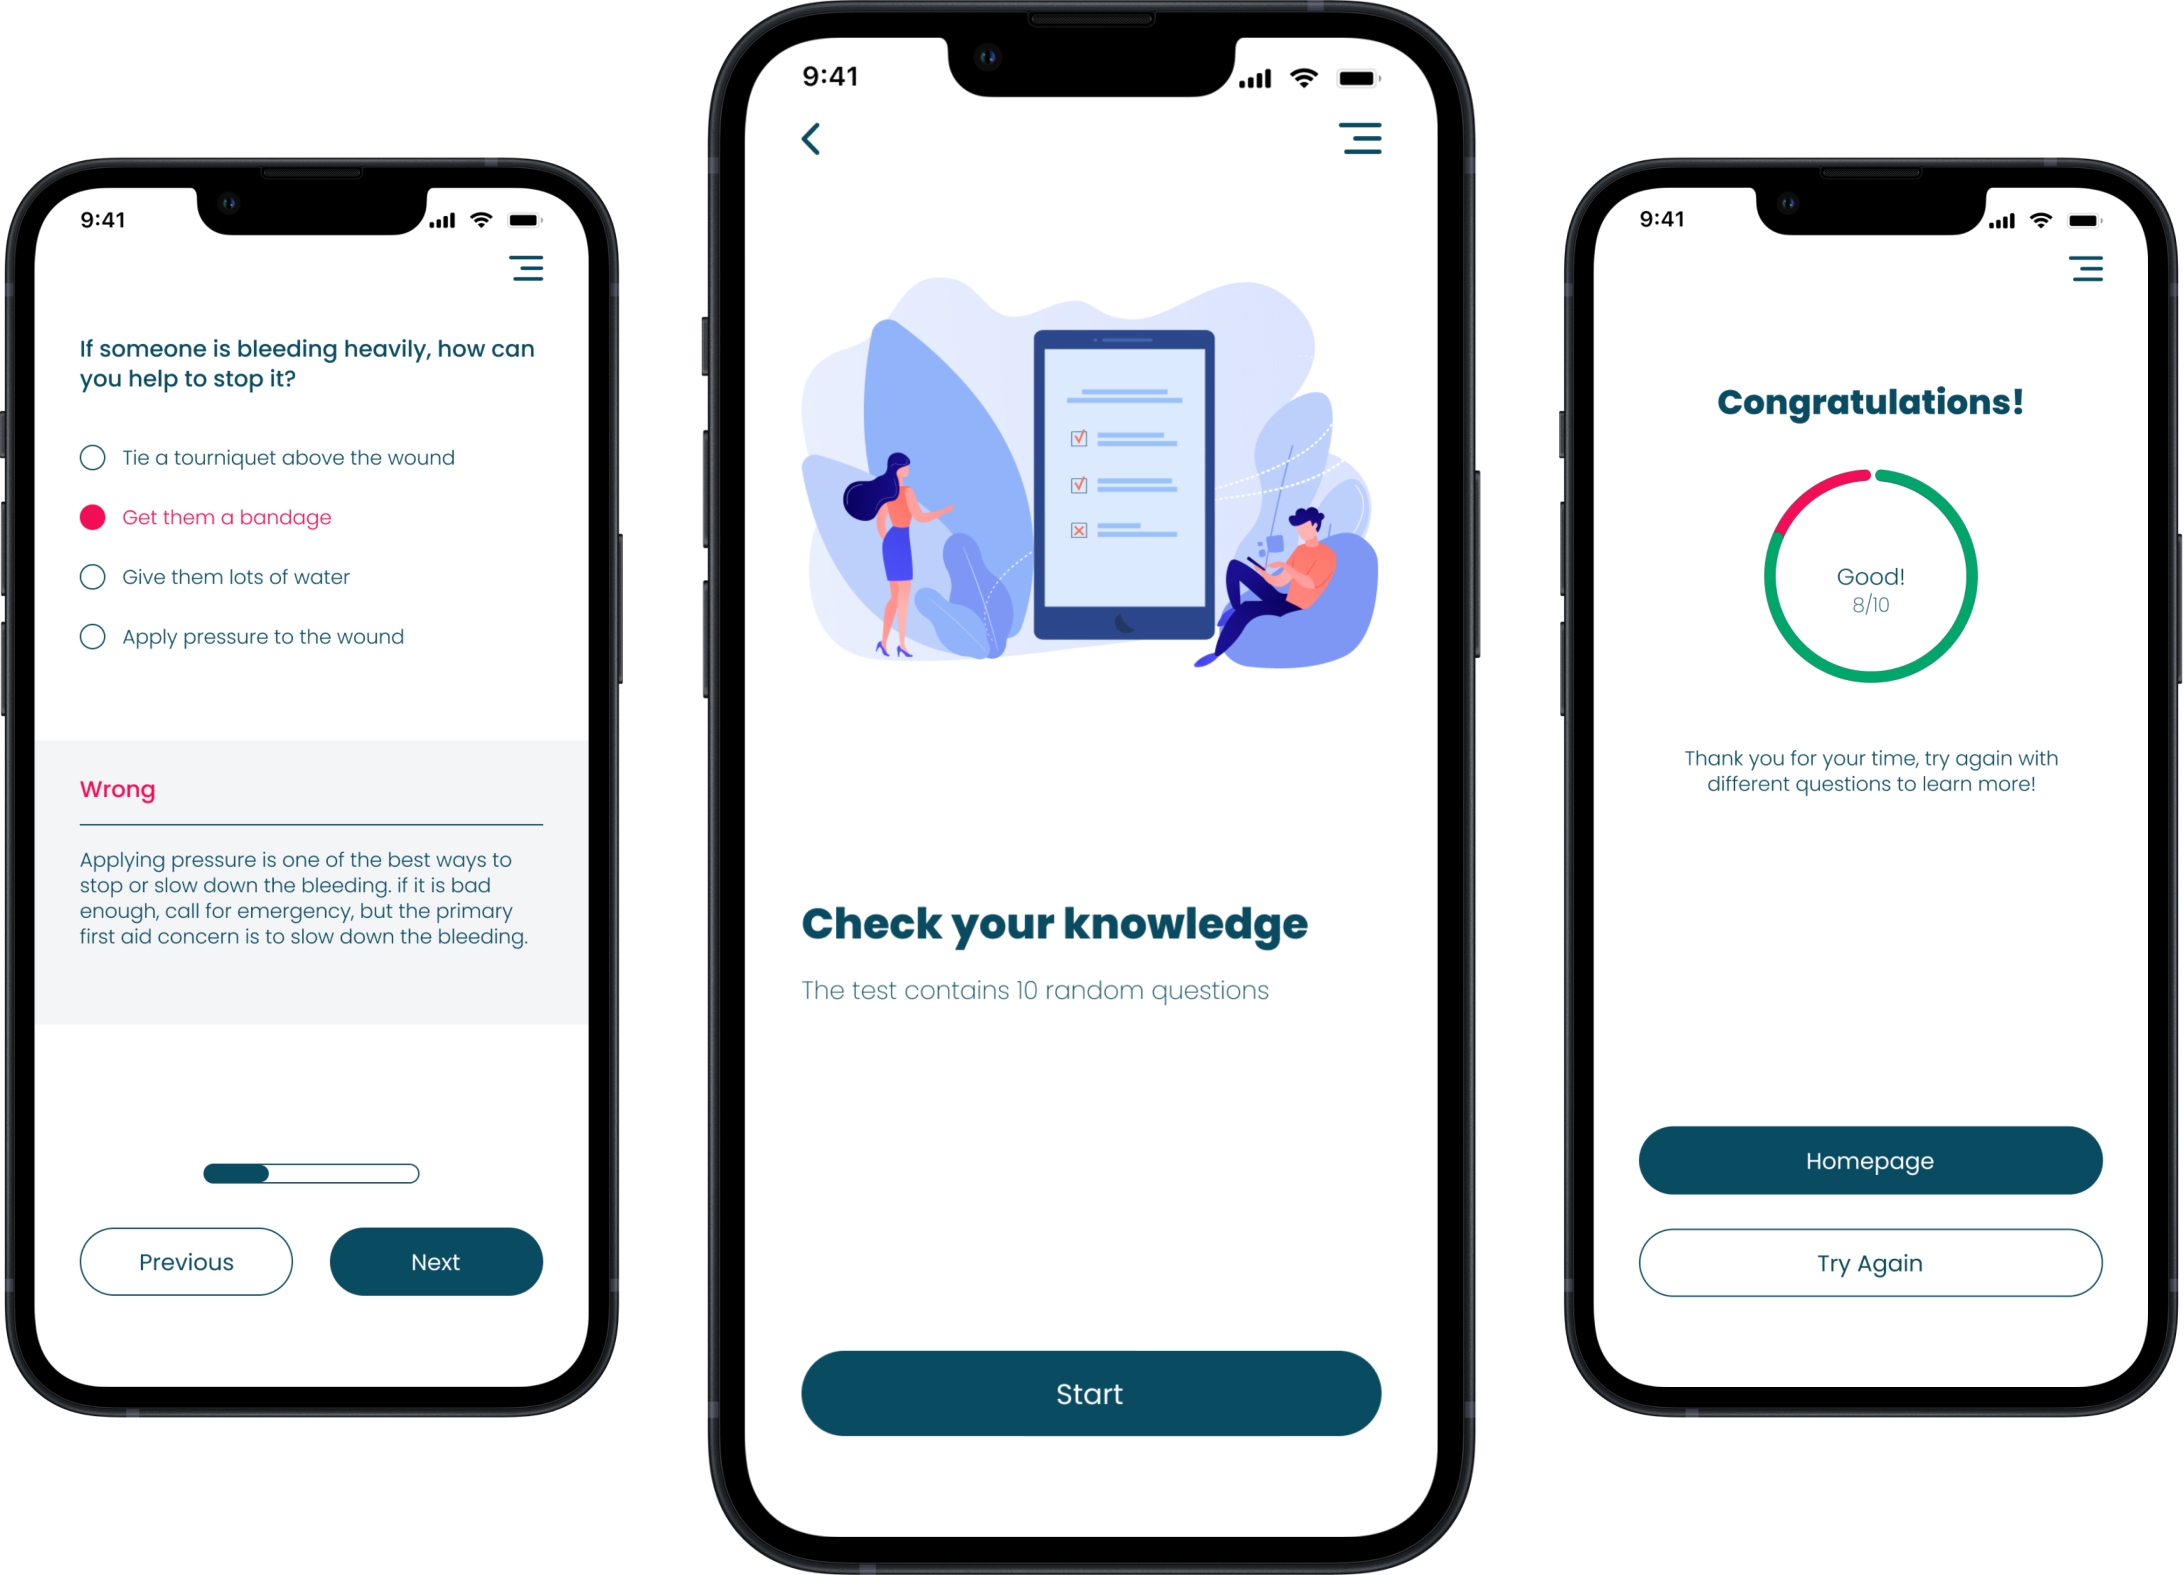 9:41
If someone is bleeding heavily, how can
you help to stop it?
Tie a tourniquet above the wound
Get them a bandage
Give them lots of water
Apply pressure to the wound
Wrong
Applying pressure is one of the best ways to
stop or slow down the bleeding. if it is bad
enough, call for emergency, but the primary
first aid concern is to slow down the bleeding.
Previous
Next
9:41
Check your knowledge
The test contains 10 random questions
Start
9:41
Congratulations!
Good!
8/10
Thank you for your time, try again with
different questions to learn more!
Homepage
Try Again